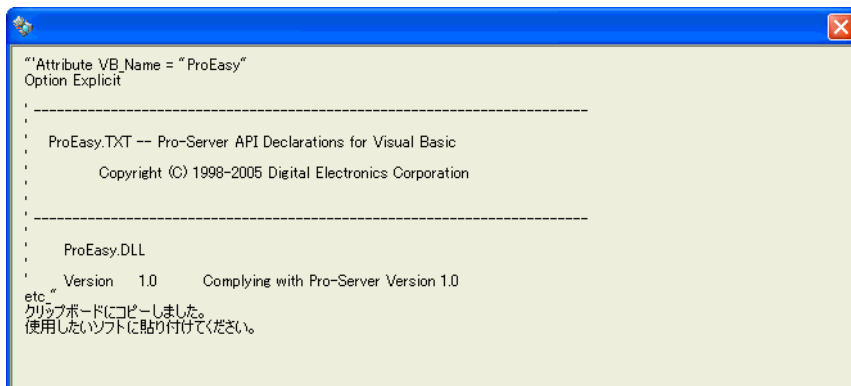 "'Attribute VB_Name = "ProEasy"
Option Explicit
' ------------------------------------------------------------------------
'
' ProEasy.TXT -- Pro-Server API Declarations for Visual Basic
'
' Copyright (C) 1998-2005 Digital Electronics Corporation
'
'
' ------------------------------------------------------------------------
'
' ProEasy.DLL
'
' Version 1.0 Complying with Pro-Server Version 1.0
etc_"
クリップボードにコピーしました。
使用したいソフトに貼り付けてください。